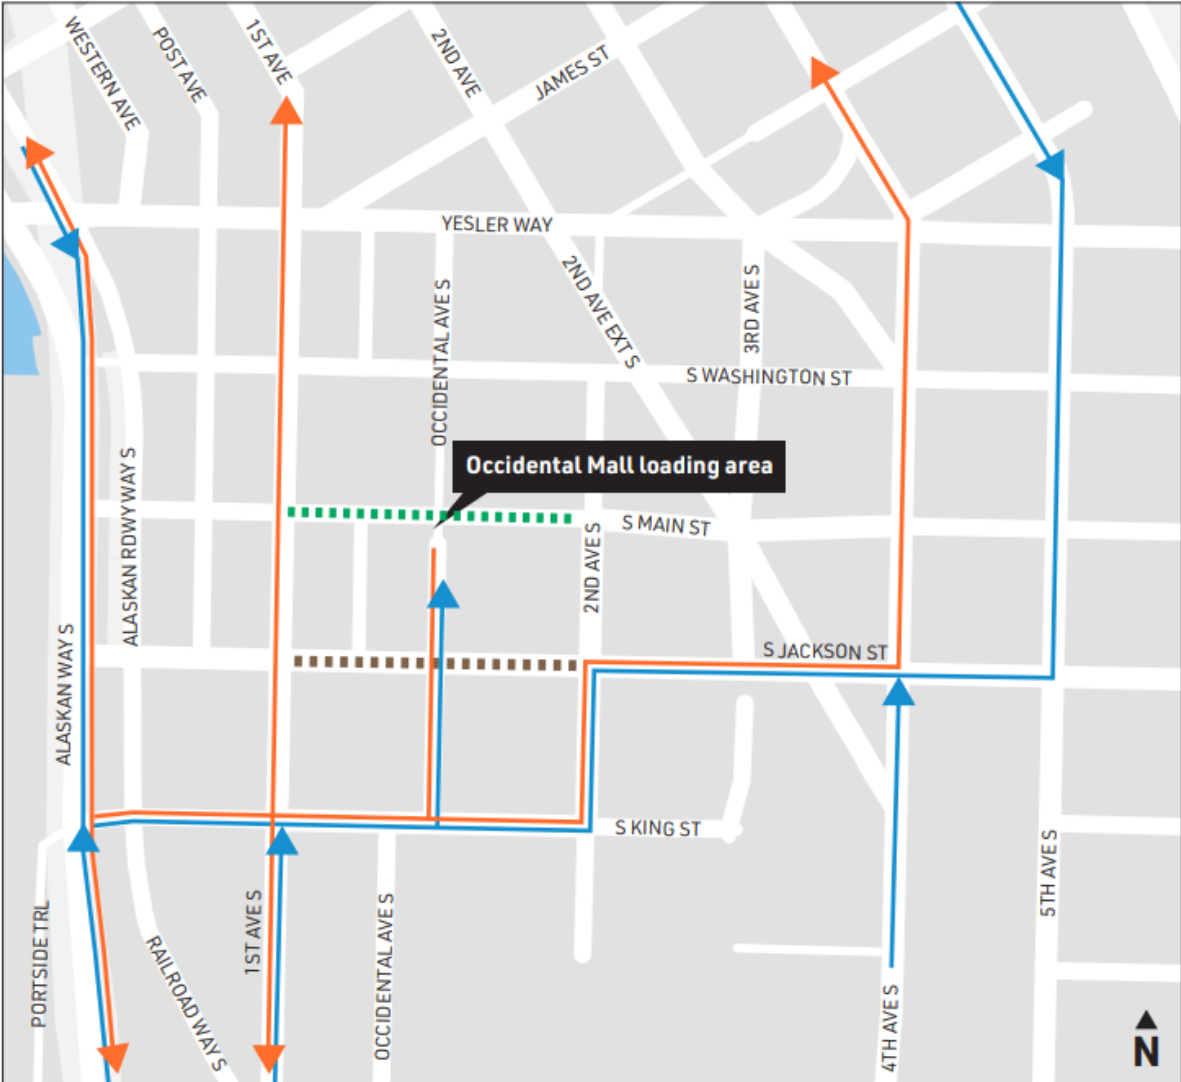 WESTERN AVE
POST AVE
1ST AVE
2ND AVE
JAMES ST
YESLER WAY
2ND AVE EXT S
3RD AVE S
OCCIDENTAL AVE S
S WASHINGTON ST
Occidental Mall loading area
ALASKAN RDWYWAY S
S MAIN ST
2ND AVE S
ALASKAN WAY S
S JACKSON ST
S KING ST
5TH AVE S
PORTSIDE TRL
RAILROAD WAY S
1ST AVE S
OCCIDENTAL AVE S
4TH AVE S
N